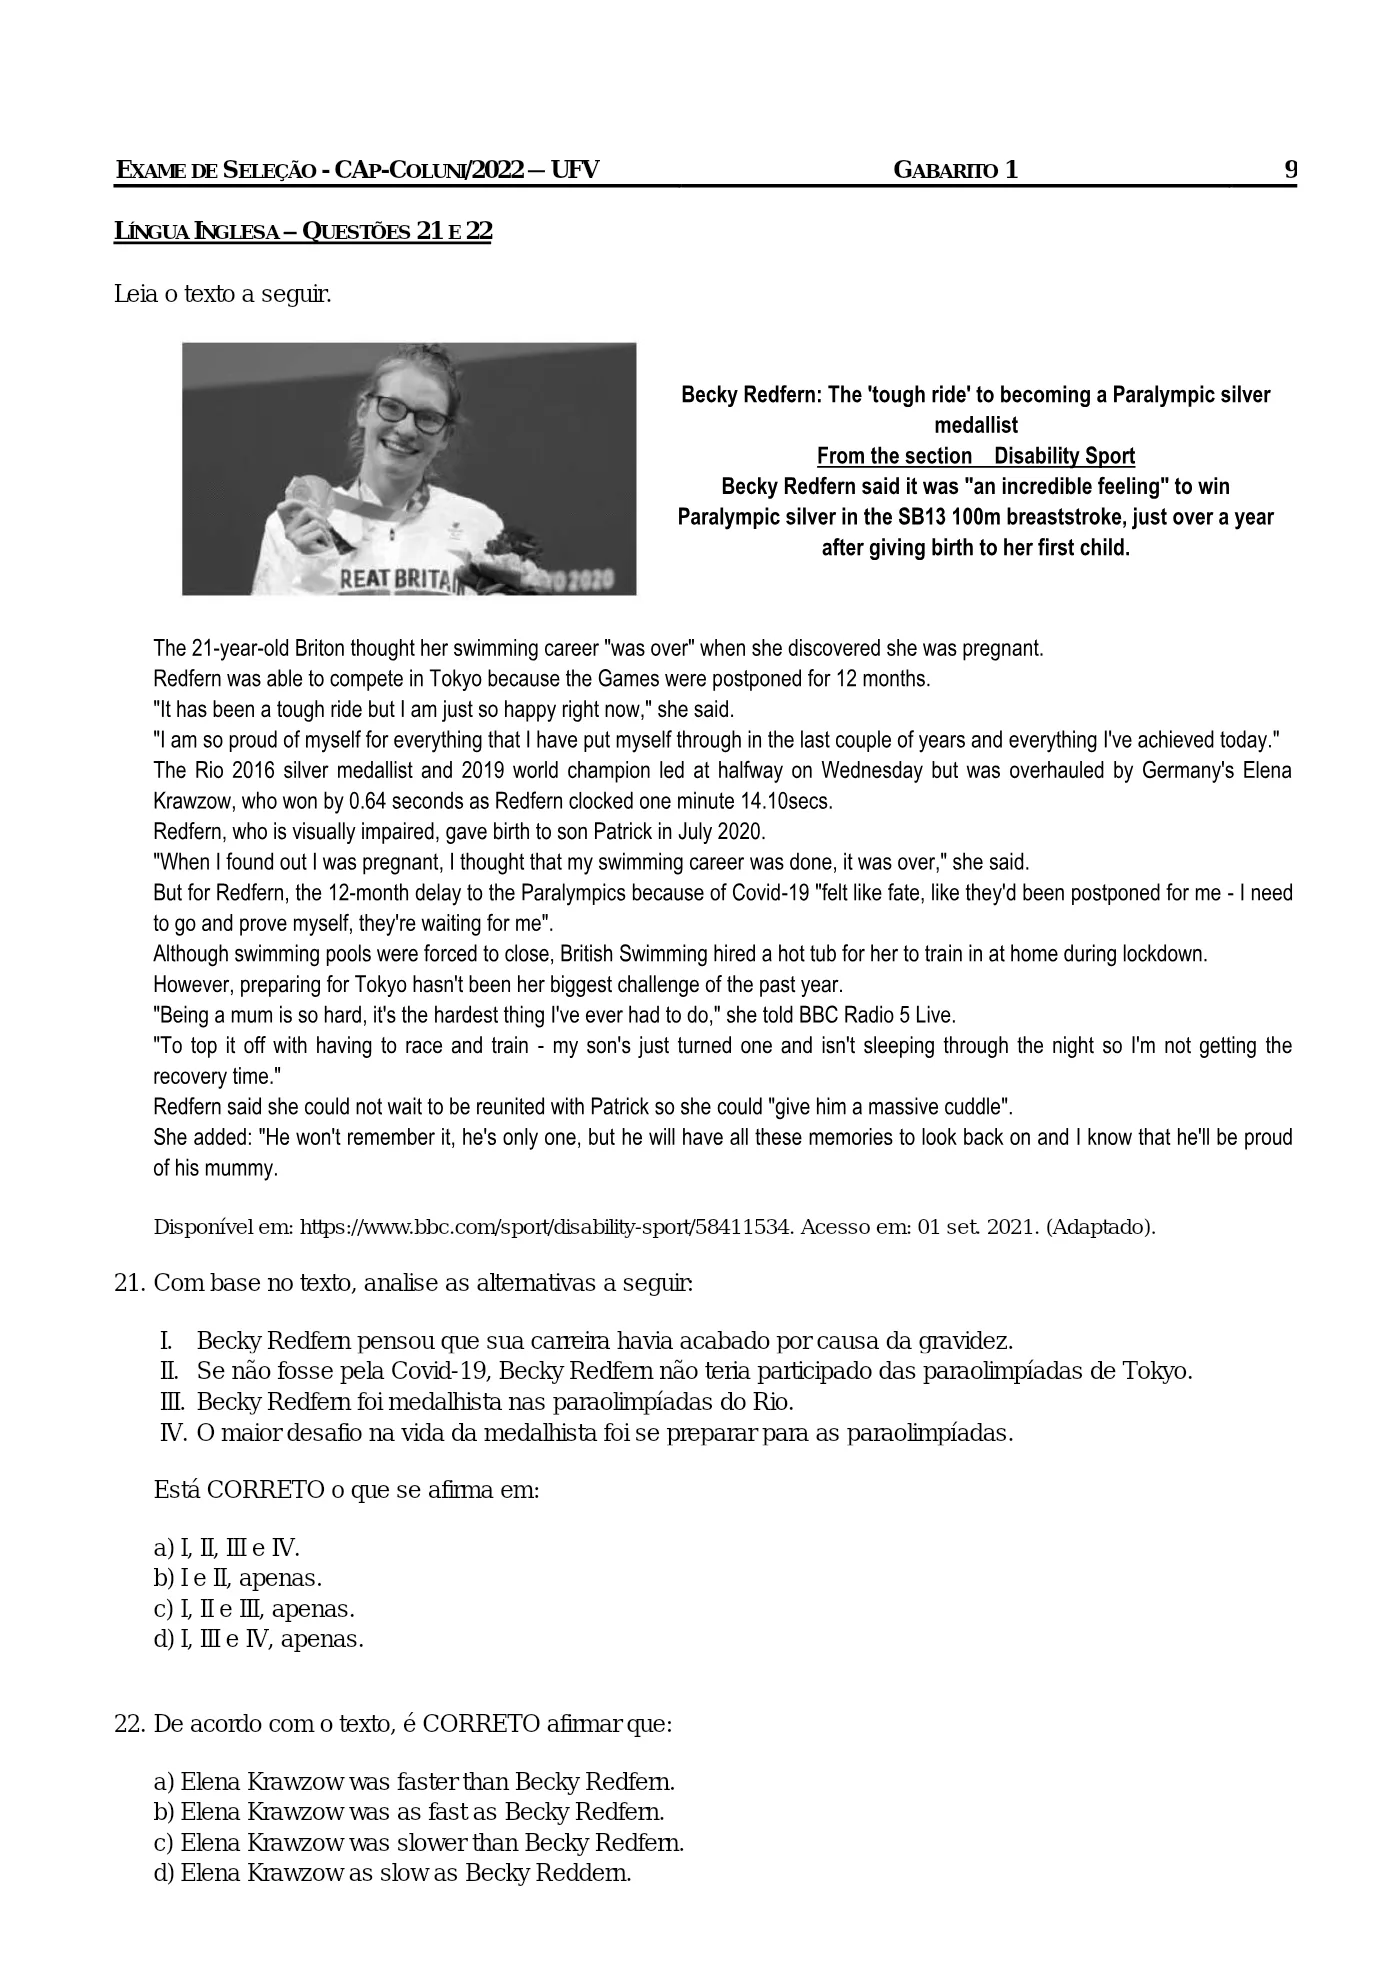 EXAME DE SELEÇÃO - CAP-COLUNI/2022 — UFV GABARITO 1 9
LÍNGUA INGLESA – QUESTÕES 21 E 22
Leia o texto a seguir.
REAT BRITAI
YO 2020
Becky Redfern: The 'tough ride' to becoming a Paralympic silver
medallist
From the section Disability Sport
Becky Redfern said it was "an incredible feeling" to win
Paralympic silver in the SB13 100m breaststroke, just over a year
after giving birth to her first child.
The 21-year-old Briton thought her swimming career "was over" when she discovered she was pregnant.
Redfern was able to compete in Tokyo because the Games were postponed for 12 months.
"It has been a tough ride but I am just so happy right now," she said.
"I am so proud of myself for everything that I have put myself through in the last couple of years and everything I've achieved today."
The Rio 2016 silver medallist and 2019 world champion led at halfway on Wednesday but was overhauled by Germany's Elena
Krawzow, who won by 0.64 seconds as Redfern clocked one minute 14.10secs.
Redfern, who is visually impaired, gave birth to son Patrick in July 2020.
"When I found out I was pregnant, I thought that my swimming career was done, it was over," she said.
But for Redfern, the 12-month delay to the Paralympics because of Covid-19 "felt like fate, like they'd been postponed for me - I need
to go and prove myself, they're waiting for me".
Although swimming pools were forced to close, British Swimming hired a hot tub for her to train in at home during lockdown.
However, preparing for Tokyo hasn't been her biggest challenge of the past year.
"Being a mum is so hard, it's the hardest thing I've ever had to do," she told BBC Radio 5 Live.
"To top it off with having to race and train - my son's just turned one and isn't sleeping through the night so I'm not getting the
recovery time."
Redfern said she could not wait to be reunited with Patrick so she could "give him a massive cuddle".
She added: "He won't remember it, he's only one, but he will have all these memories to look back on and I know that he'll be proud
of his mummy.
Disponível em: https://www.bbc.com/sport/disability-sport/58411534. Acesso em: 01 set. 2021. (Adaptado).
21. Com base no texto, analise as alternativas a seguir:
I. Becky Redfern pensou que sua carreira havia acabado por causa da gravidez.
II. Se não fosse pela Covid-19, Becky Redfern não teria participado das paraolimpíadas de Tokyo.
III. Becky Redfern foi medalhista nas paraolimpíadas do Rio.
IV. O maior desafio na vida da medalhista foi se preparar para as paraolimpíadas.
Está CORRETO o que se afirma em:
a) I, II, III e IV.
b) I e II, apenas.
c) I, II e III, apenas.
d) I, III e IV, apenas.
22. De acordo com o texto, é CORRETO afirmar que:
a) Elena Krawzow was faster than Becky Redfern.
b) Elena Krawzow was as fast as Becky Redfern.
c) Elena Krawzow was slower than Becky Redfern.
d) Elena Krawzow as slow as Becky Reddern.